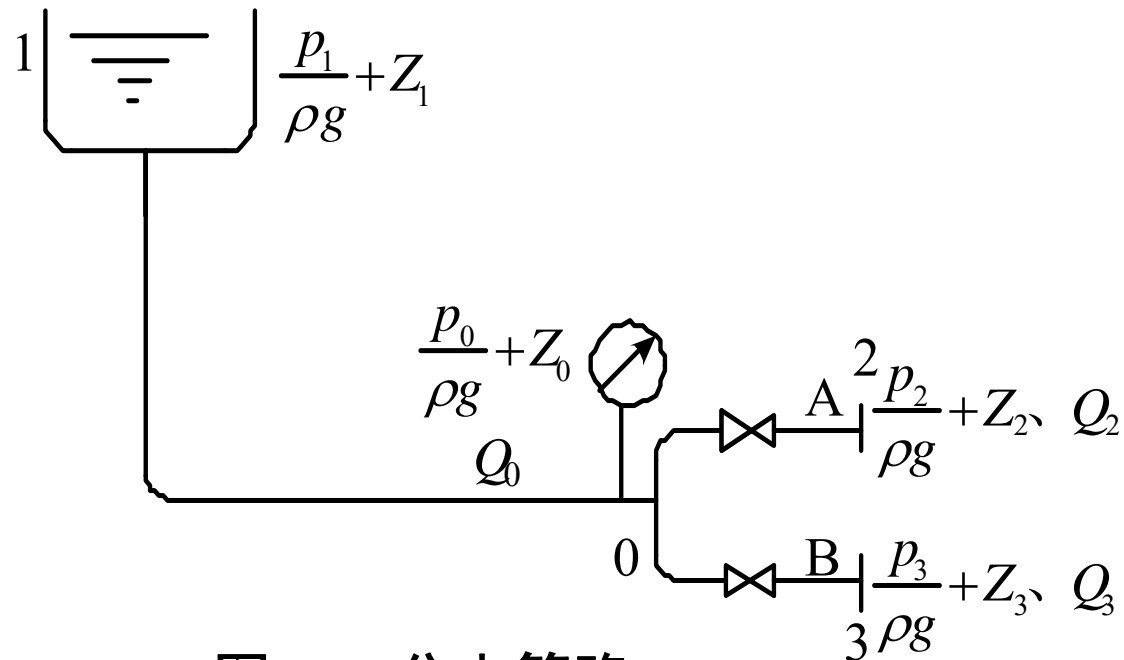 1
p₁/ρg + Z₁
p₀/ρg + Z₀
Q₀
0
A
2
p₂/ρg + Z₂、Q₂
B
3
p₃/ρg + Z₃、Q₃